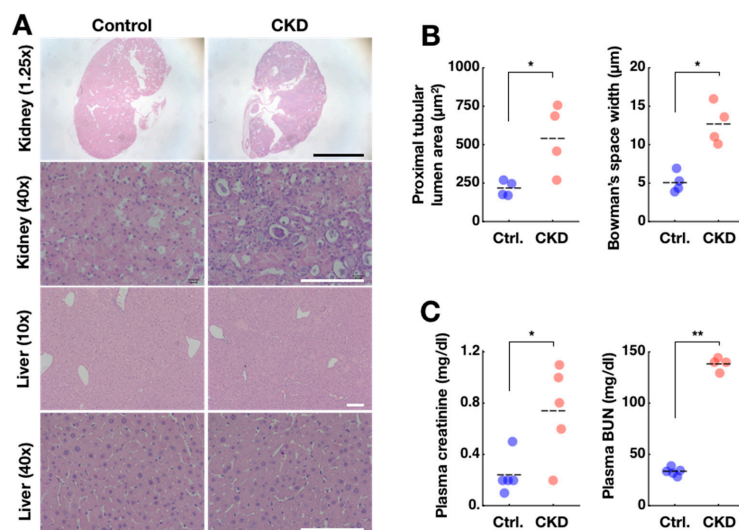 A
Control
CKD
Kidney (1.25x)
Kidney (40x)
Liver (10x)
Liver (40x)
B
Proximal tubular
lumen area (µm²)
1000
750
500
250
0
*
Ctrl.
CKD
Bowman's space width (µm)
20
15
10
5
0
*
Ctrl.
CKD
C
Plasma creatinine (mg/dl)
1.2
0.8
0.4
0.
*
Ctrl.
CKD
Plasma BUN (mg/dl)
150
100
50
0
**
Ctrl.
CKD